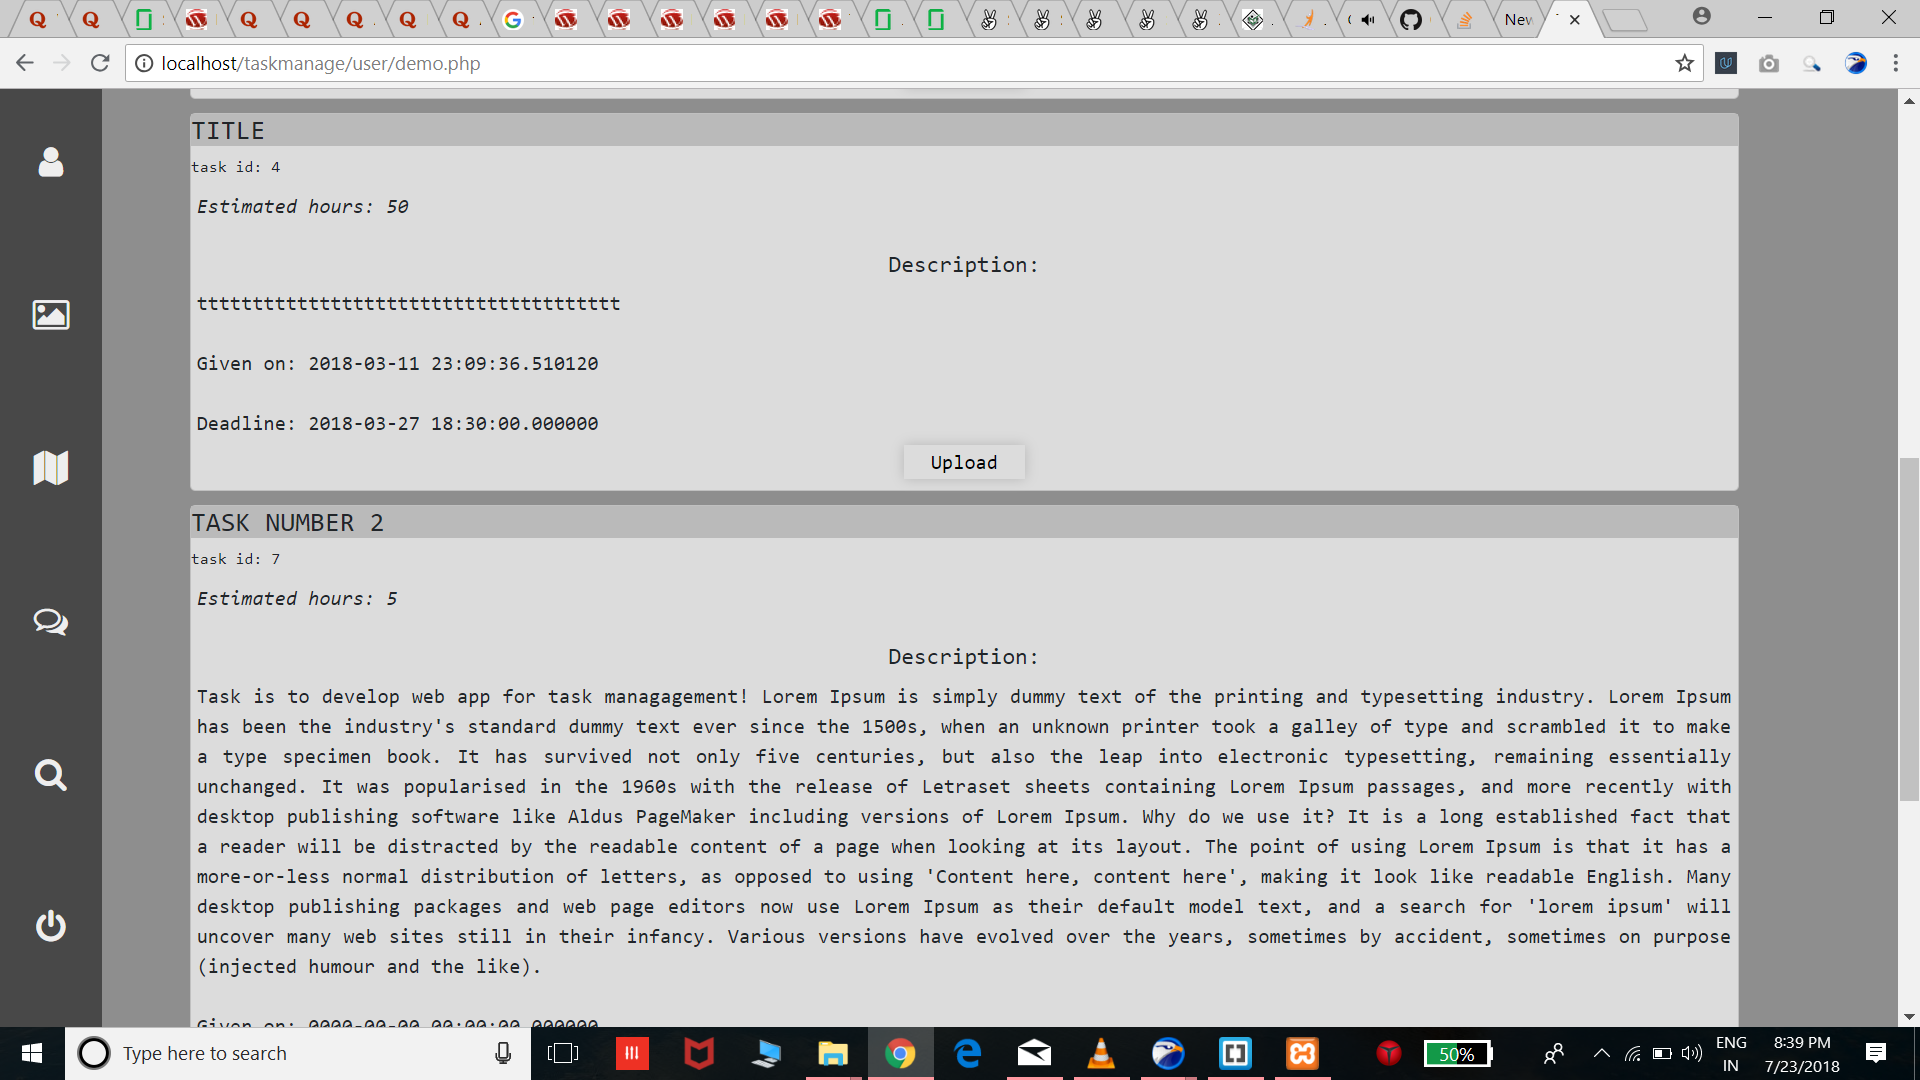 New
localhost/taskmanage/user/demo.php
TITLE
task id: 4
Estimated hours: 50
Description:
tttttttttttttttttttttttttttttttttttttt
Given on: 2018-03-11 23:09:36.510120
Deadline: 2018-03-27 18:30:00.000000
Upload
TASK NUMBER 2
task id: 7
Estimated hours: 5
Description:
Task is to develop web app for task managagement! Lorem Ipsum is simply dummy text of the printing and typesetting industry. Lorem Ipsum
has been the industry's standard dummy text ever since the 1500s, when an unknown printer took a galley of type and scrambled it to make
a type specimen book. It has survived not only five centuries, but also the leap into electronic typesetting, remaining essentially
unchanged. It was popularised in the 1960s with the release of Letraset sheets containing Lorem Ipsum passages, and more recently with
desktop publishing software like Aldus PageMaker including versions of Lorem Ipsum. Why do we use it? It is a long established fact that
a reader will be distracted by the readable content of a page when looking at its layout. The point of using Lorem Ipsum is that it has a
more-or-less normal distribution of letters, as opposed to using 'Content here, content here', making it look like readable English. Many
desktop publishing packages and web page editors now use Lorem Ipsum as their default model text, and a search for 'lorem ipsum' will
uncover many web sites still in their infancy. Various versions have evolved over the years, sometimes by accident, sometimes on purpose
(injected humour and the like).
Given on: 0000-00-00 00:00:00.000000
Type here to search
50%
ENG
IN
8:39 PM
7/23/2018